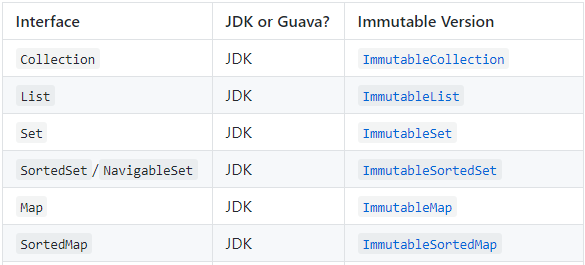 Interface JDK or Guava? Immutable Version
Collection JDK ImmutableCollection
List JDK ImmutableList
Set JDK ImmutableSet
SortedSet/NavigableSet JDK ImmutableSortedSet
Map JDK ImmutableMap
SortedMap JDK ImmutableSortedMap